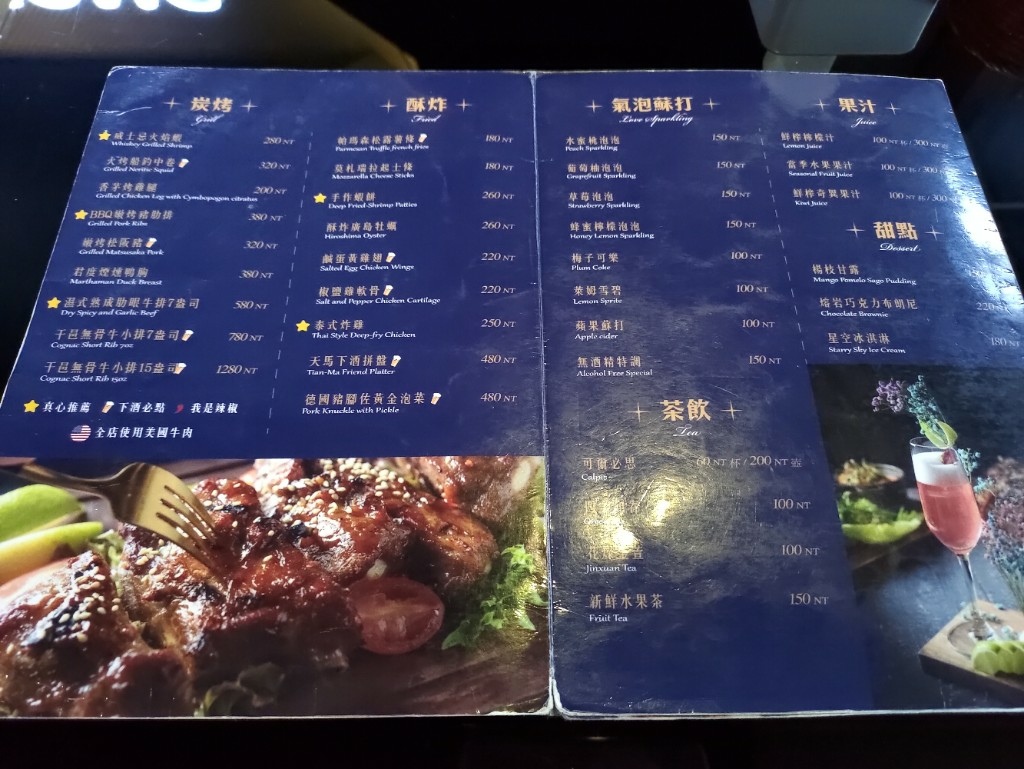 炭烤
Grill
威士忌火焰蝦 280 NT
Whiskey Grilled Shrimp
火烤船釣中卷 320 NT
Grilled Neritic Squid
香茅烤雞腿 200 NT
Grilled Chicken Leg with Cymbopogon citratus
BBQ嫩烤豬肋排 380 NT
Grilled Pork Ribs
嫩烤松阪豬 320 NT
Grilled Matsusaka Pork
君度煙燻鴨胸 380 NT
Marthaman Duck Breast
濕式熟成肋眼牛排7盎司 580 NT
Dry Spicy and Garlic Beef
干邑無骨牛小排7盎司 780 NT
Cognac Short Rib 7oz
干邑無骨牛小排15盎司 1280 NT
Cognac Short Rib 15oz
真心推薦 下酒必點 我是辣椒
全店使用美國牛肉
酥炸
Fried
帕瑪森松露薯條 180 NT
Parmesan Truffle french fries
莫札瑞拉起士條 180 NT
Mozzarella Cheese Sticks
手作蝦餅 260 NT
Deep Fried-Shrimp Patties
酥炸廣島牡蠣 260 NT
Hiroshima Oyster
鹹蛋黃雞翅 220 NT
Salted Egg Chicken Wings
椒鹽雞軟骨 220 NT
Salt and Pepper Chicken Cartilage
泰式炸雞 250 NT
Thai Style Deep-fry Chicken
天馬下酒拼盤 480 NT
Tian-Ma Friend Platter
德國豬腳佐黃金泡菜 480 NT
Pork Knuckle with Pickle
氣泡蘇打
Love Sparkling
水蜜桃泡泡 150 NT
Peach Sparkling
葡萄柚泡泡 150 NT
Grapefruit Sparkling
草莓泡泡 150 NT
Strawberry Sparkling
蜂蜜檸檬泡泡 150 NT
Honey Lemon Sparkling
梅子可樂 100 NT
Plum Coke
萊姆雪碧 100 NT
Lemon Sprite
蘋果蘇打 100 NT
Apple cider
無酒精特調 150 NT
Alcohol Free Special
茶飲
Tea
可爾必思 60 NT 杯 / 200 NT 壺
Calpis
100 NT
100 NT
Jinxuan Tea
新鮮水果茶 150 NT
Fruit Tea
果汁
Juice
鮮榨檸檬汁 100 NT 杯 / 300 NT
Lemon Juice
當季水果果汁 100 NT 杯 / 300
Seasonal Fruit Juice
鮮榨奇異果汁 100 NT 杯 / 300
Kiwi Juice
甜點
Dessert
楊枝甘露
Mango Pomelo Sago Pudding
熔岩巧克力布朗尼 220
Chocolate Brownie
星空冰淇淋 180 NT
Starry Sky Ice Cream